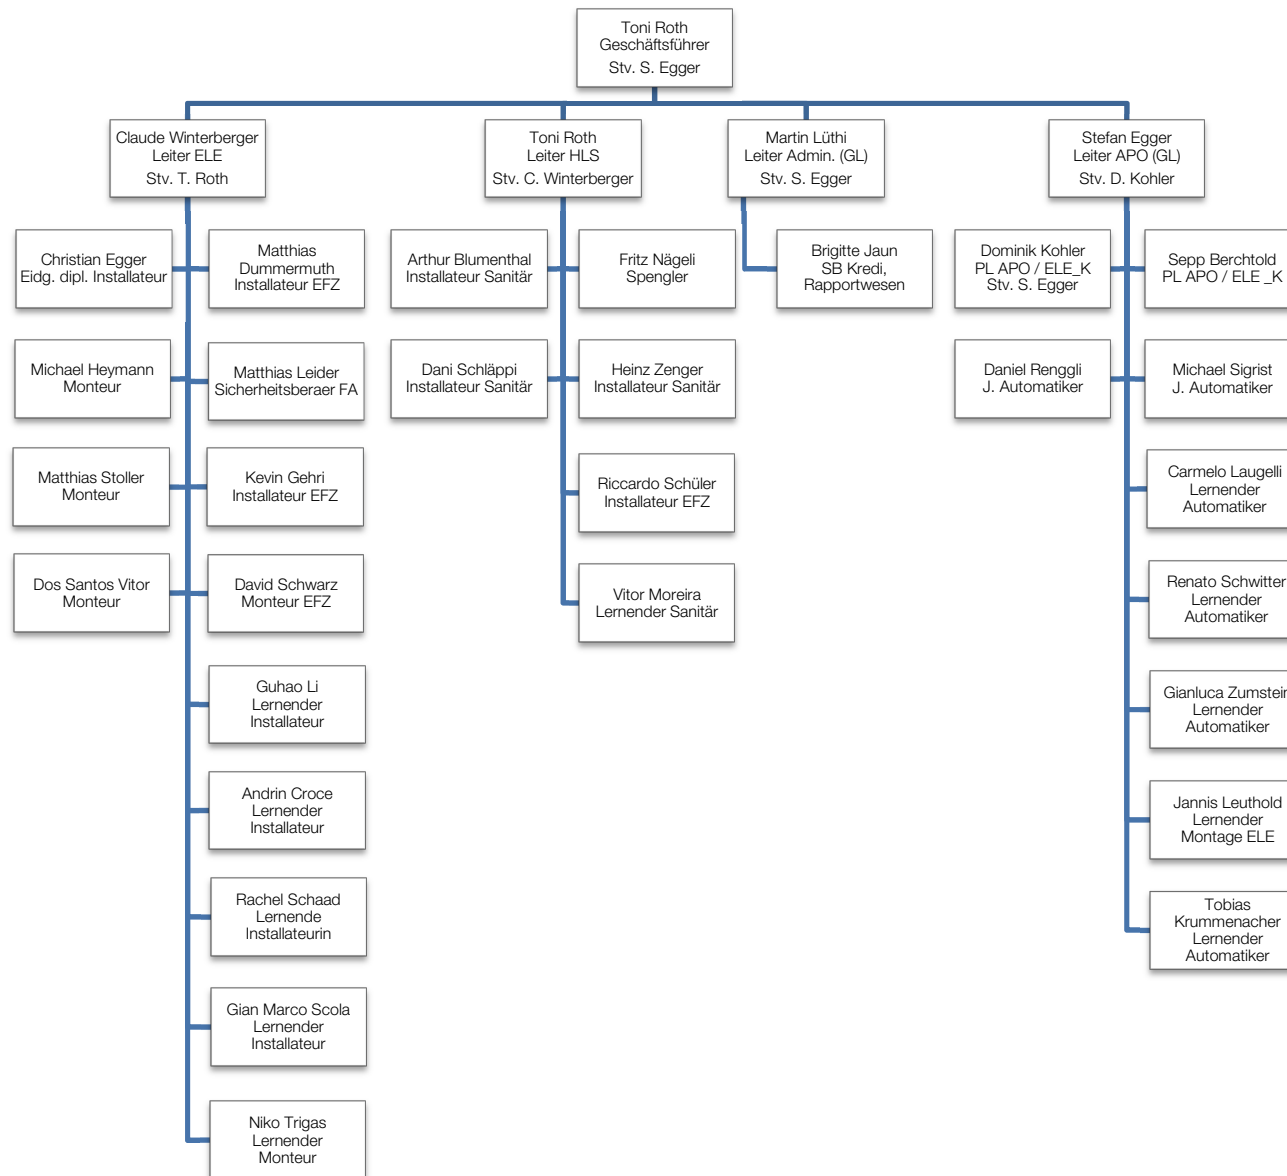 Toni Roth
Geschäftsführer
Stv. S. Egger
Claude Winterberger
Leiter ELE
Stv. T. Roth
Toni Roth
Leiter HLS
Stv. C. Winterberger
Martin Lüthi
Leiter Admin. (GL)
Stv. S. Egger
Stefan Egger
Leiter APO (GL)
Stv. D. Kohler
Christian Egger
Eidg. dipl. Installateur
Matthias
Dummermuth
Installateur EFZ
Arthur Blumenthal
Installateur Sanitär
Fritz Nägeli
Spengler
Brigitte Jaun
SB Kredi,
Rapportwesen
Dominik Kohler
PL APO / ELE_K
Stv. S. Egger
Sepp Berchtold
PL APO / ELE _K
Michael Heymann
Monteur
Matthias Leider
Sicherheitsberaer FA
Dani Schläppi
Installateur Sanitär
Heinz Zenger
Installateur Sanitär
Daniel Renggli
J. Automatiker
Michael Sigrist
J. Automatiker
Matthias Stoller
Monteur
Kevin Gehri
Installateur EFZ
Riccardo Schüler
Installateur EFZ
Carmelo Laugelli
Lernender
Automatiker
Dos Santos Vitor
Monteur
David Schwarz
Monteur EFZ
Vitor Moreira
Lernender Sanitär
Renato Schwitter
Lernender
Automatiker
Guhao Li
Lernender
Installateur
Gianluca Zumstein
Lernender
Automatiker
Andrin Croce
Lernender
Installateur
Jannis Leuthold
Lernender
Montage ELE
Rachel Schaad
Lernende
Installateurin
Tobias
Krummenacher
Lernender
Automatiker
Gian Marco Scola
Lernender
Installateur
Niko Trigas
Lernender
Monteur